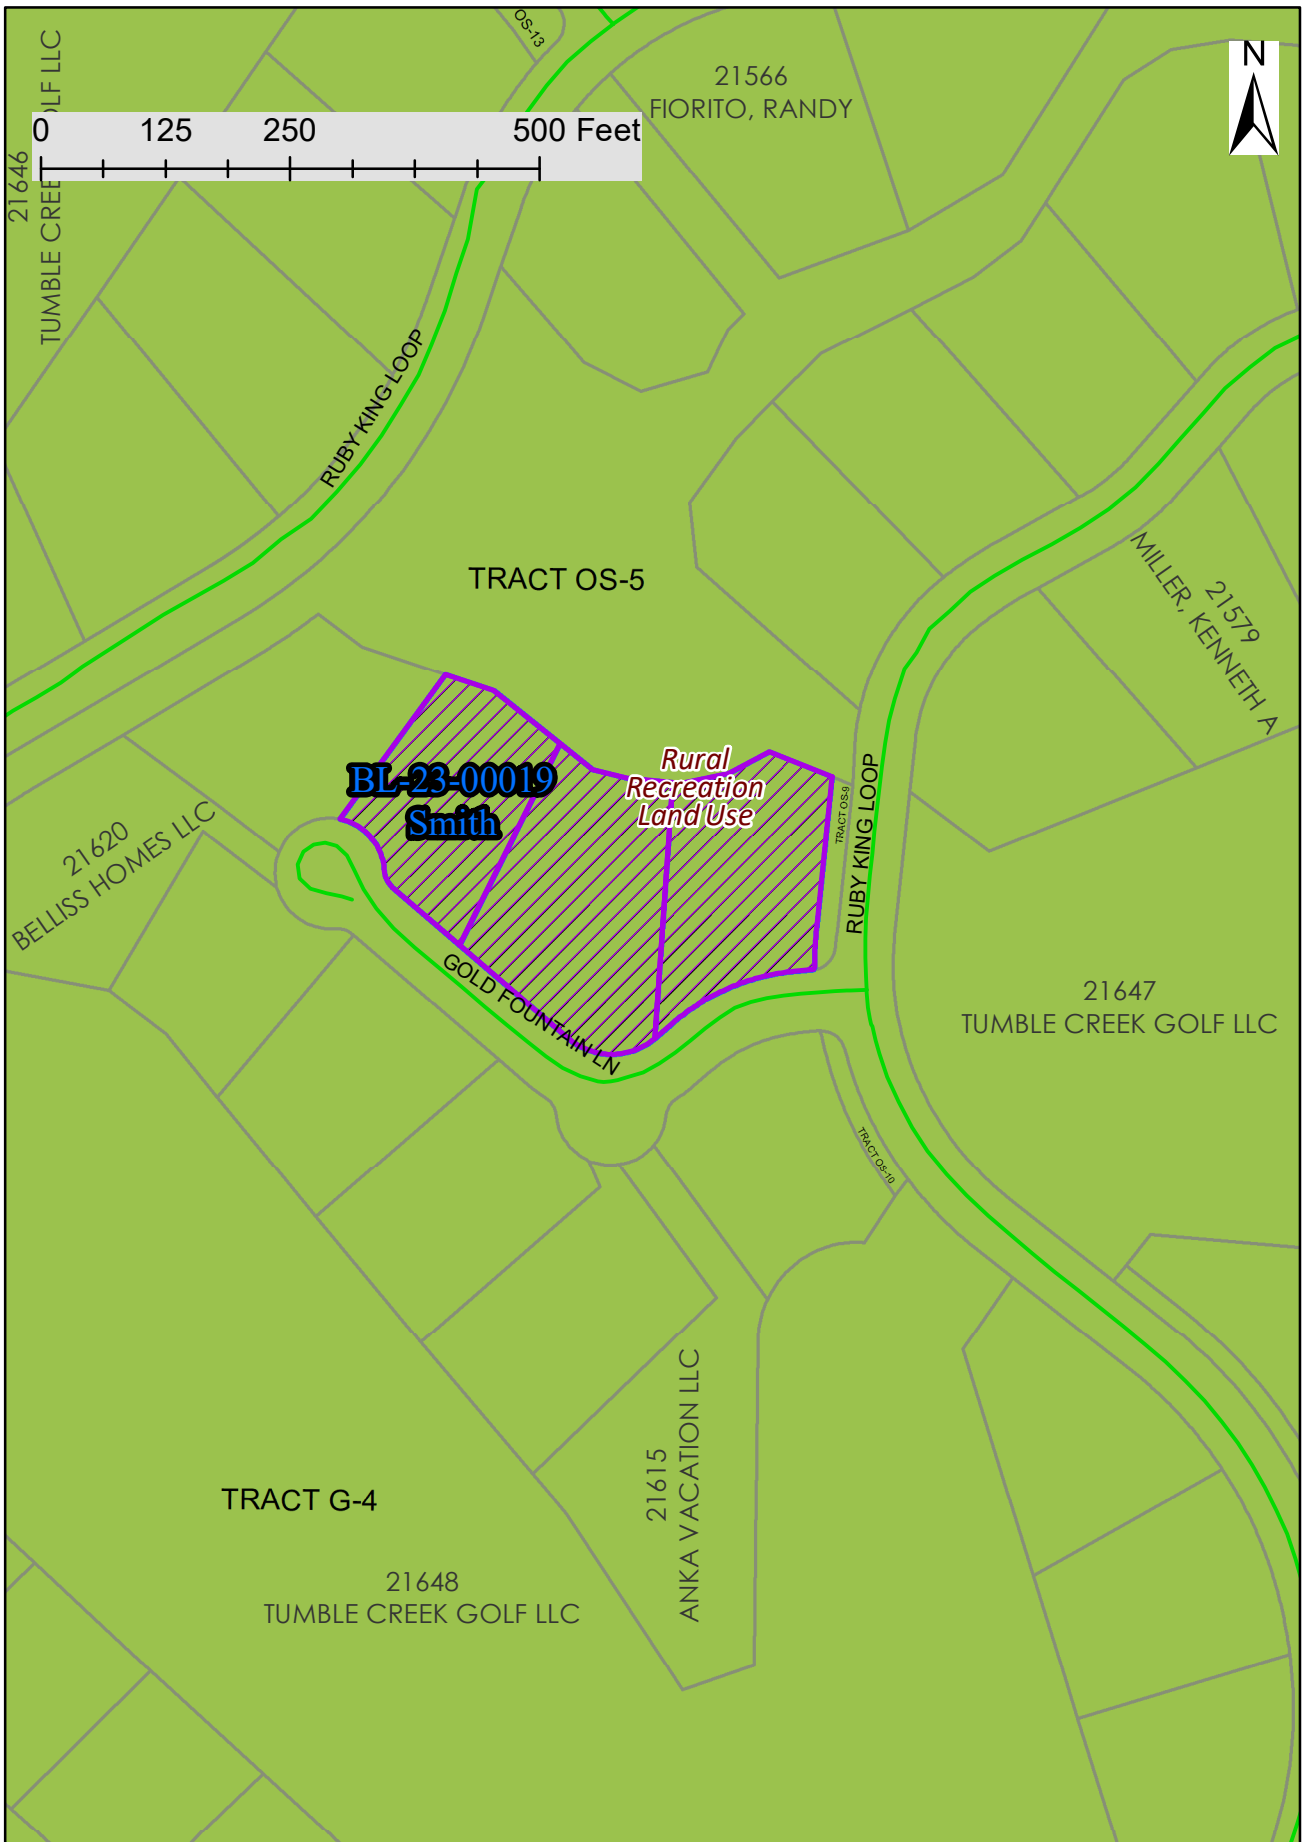 OS-13
21566
FIORITO, RANDY
N
0 125 250 500 Feet
21646
TUMBLE CREE OLF LLC
RUBY KING LOOP
TRACT OS-5
21579
MILLER, KENNETH A
Rural
Recreation
Land Use
BL-23-00019
Smith
TRACT OS-9
RUBY KING LOOP
21620
BELLISS HOMES LLC
GOLD FOUNTAIN LN
21647
TUMBLE CREEK GOLF LLC
TRACT OS-10
21615
ANKA VACATION LLC
TRACT G-4
21648
TUMBLE CREEK GOLF LLC